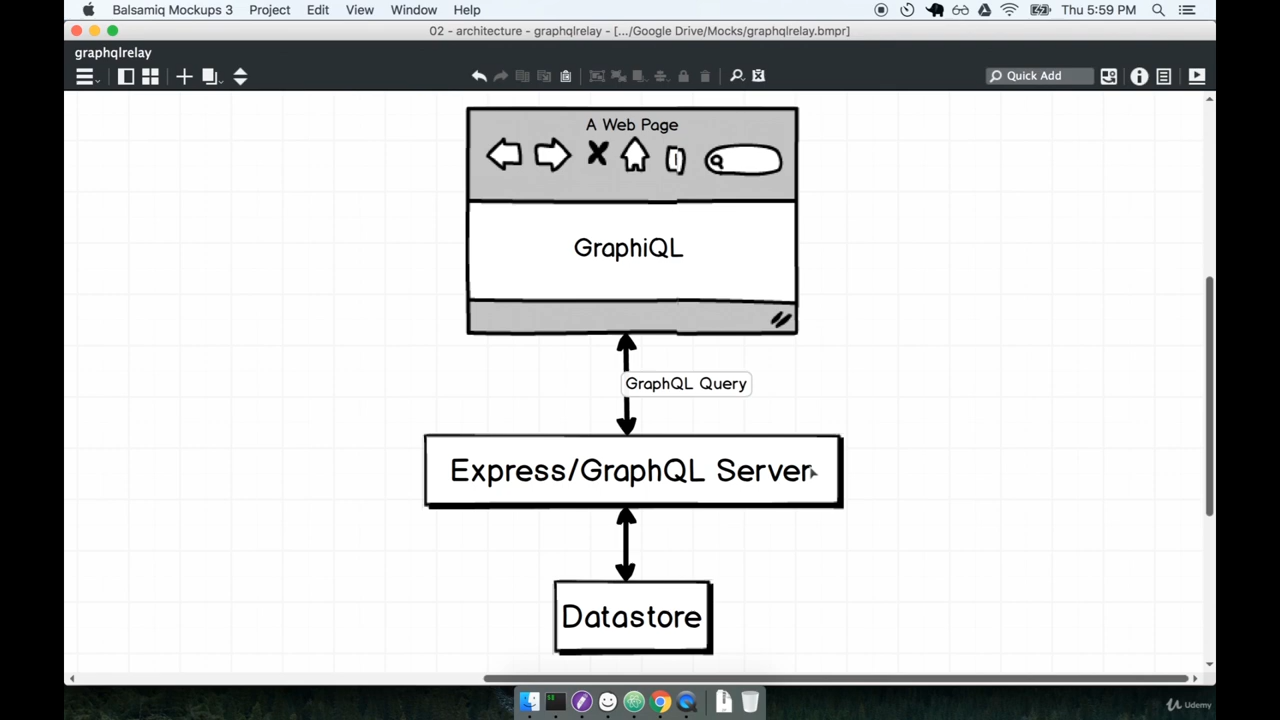 Balsamiq Mockups 3 Project Edit View Window Help Thu 5:59 PM
02 - architecture - graphqlrelay - [.../Google Drive/Mocks/graphqlrelay.bmpr]
graphqlrelay
Quick Add
A Web Page
GraphiQL
GraphQL Query
Express/GraphQL Server
Datastore
Udemy